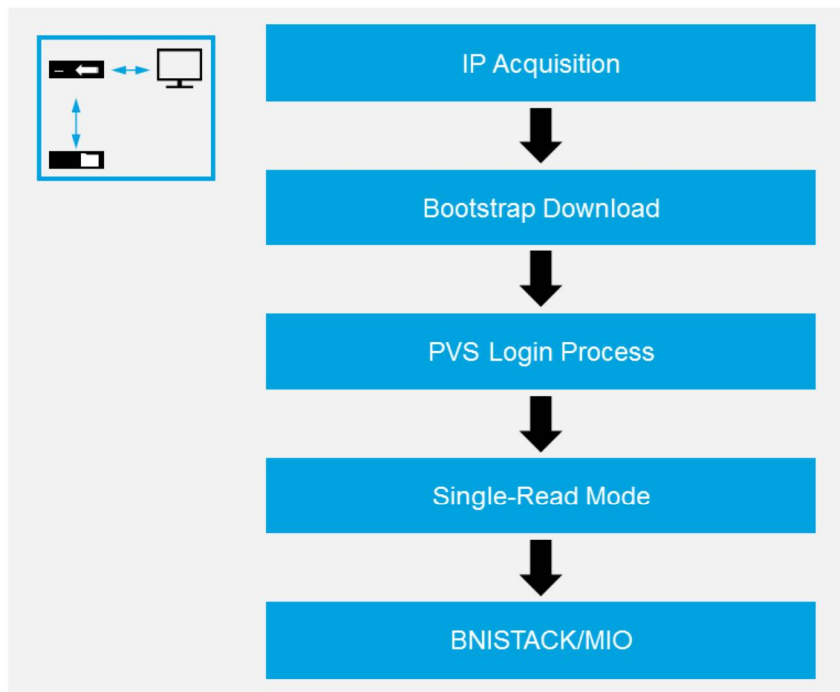 IP Acquisition
Bootstrap Download
PVS Login Process
Single-Read Mode
BNISTACK/MIO